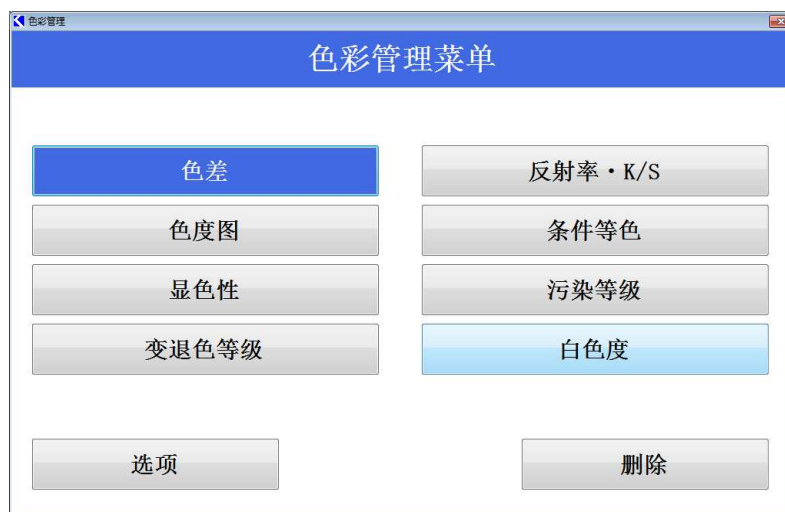 色彩管理
色彩管理菜单
色差
反射率·K/S
色度图
条件等色
显色性
污染等级
变退色等级
白色度
选项
删除